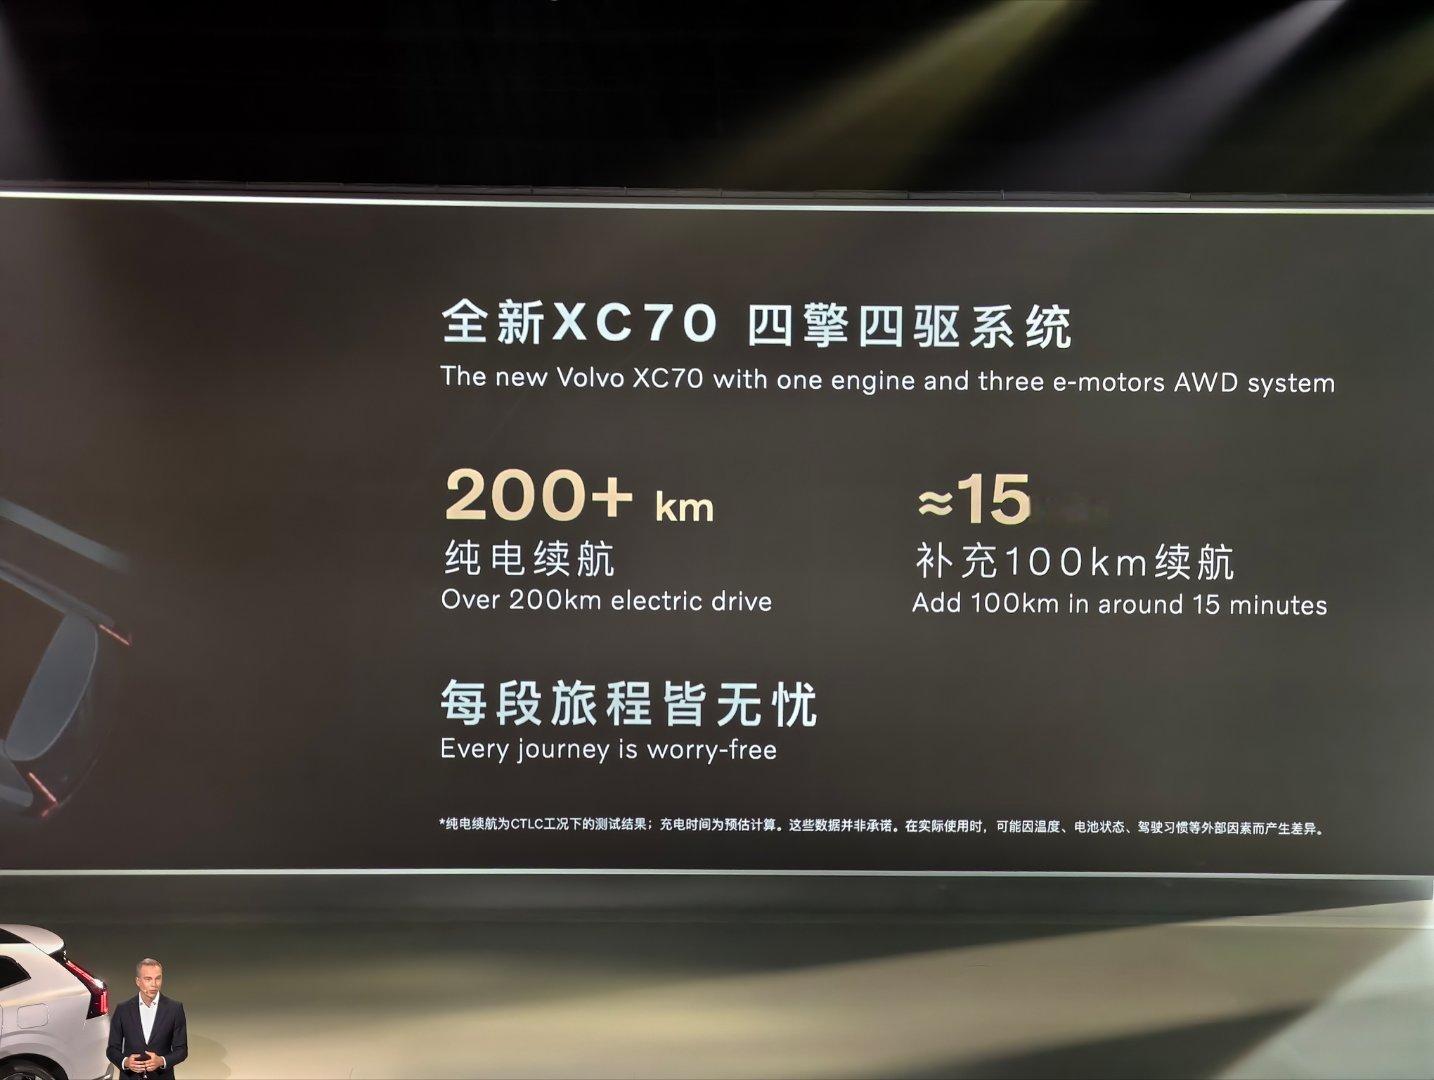 全新XC70 四擎四驱系统
The new Volvo XC70 with one engine and three e-motors AWD system
200+ km
纯电续航
Over 200km electric drive
≈15
补充100km续航
Add 100km in around 15 minutes
每段旅程皆无忧
Every journey is worry-free
*纯电续航为CTLC工况下的测试结果；充电时间为预估计算。这些数据并非承诺。在实际使用时，可能因温度、电池状态、驾驶习惯等外部因素而产生差异。